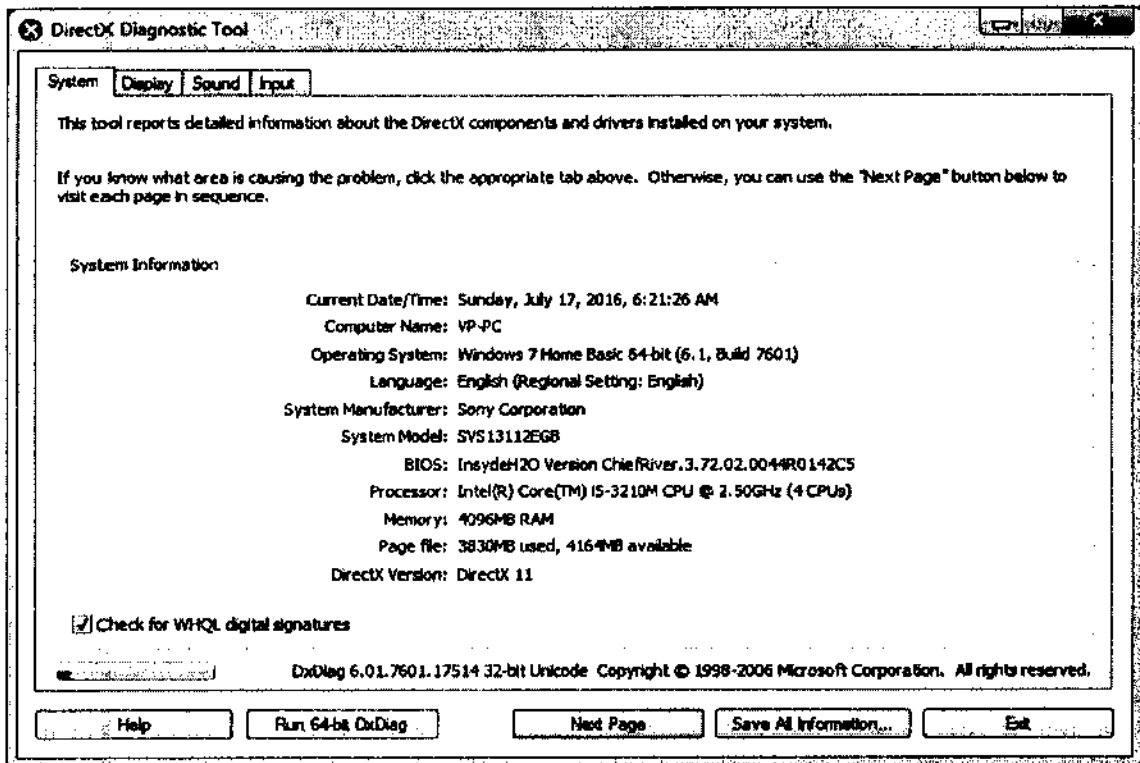 DirectX Diagnostic Tool
System Display Sound Input
This tool reports detailed information about the DirectX components and drivers installed on your system.
If you know what area is causing the problem, click the appropriate tab above. Otherwise, you can use the "Next Page" button below to
visit each page in sequence.
System Information
Current Date/Time: Sunday, July 17, 2016, 6:21:26 AM
Computer Name: VP-PC
Operating System: Windows 7 Home Basic 64-bit (6.1, Build 7601)
Language: English (Regional Setting: English)
System Manufacturer: Sony Corporation
System Model: SVS13112EGB
BIOS: InsydeH2O Version ChiefRiver.3.72.02.0044R0142C5
Processor: Intel(R) Core(TM) i5-3210M CPU @ 2.50GHz (4 CPUs)
Memory: 4096MB RAM
Page file: 3830MB used, 4164MB available
DirectX Version: DirectX 11
Check for WHQL digital signatures
DxDiag 6.01.7601.17514 32-bit Unicode Copyright © 1998-2006 Microsoft Corporation. All rights reserved.
Help Run 64-bit DxDiag Next Page Save All Information... Exit